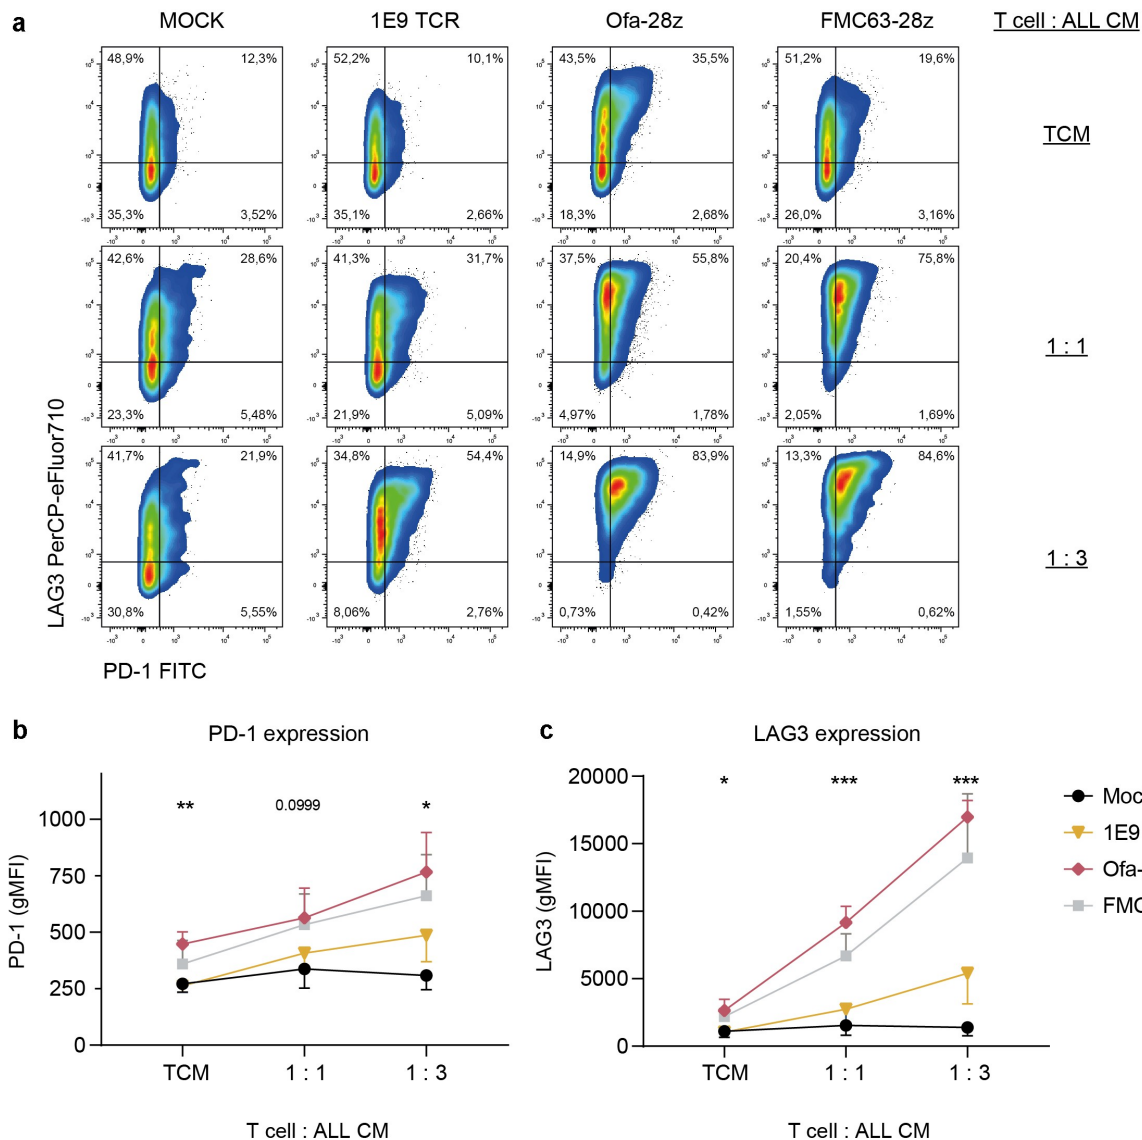 a
MOCK 1E9 TCR Ofa-28z FMC63-28z T cell : ALL CM
48,9% 12,3% 52,2% 10,1% 43,5% 35,5% 51,2% 19,6%
TCM
35,3% 3,52% 35,1% 2,66% 18,3% 2,68% 26,0% 3,16%
42,6% 28,6% 41,3% 31,7% 37,5% 55,8% 20,4% 75,8%
1 : 1
23,3% 5,48% 21,9% 5,09% 4,97% 1,78% 2,05% 1,69%
41,7% 21,9% 34,8% 54,4% 14,9% 83,9% 13,3% 84,6%
1 : 3
30,8% 5,55% 8,06% 2,76% 0,73% 0,42% 1,55% 0,62%
LAG3 PerCP-eFluor710
PD-1 FITC
b
PD-1 expression
** 0.0999 *
1000
750
500
250
0
PD-1 (gMFI)
TCM 1 : 1 1 : 3
T cell : ALL CM
c
LAG3 expression
* *** ***
20000
15000
10000
5000
0
LAG3 (gMFI)
TCM 1 : 1 1 : 3
T cell : ALL CM
Moc
1E9
Ofa-
FMC